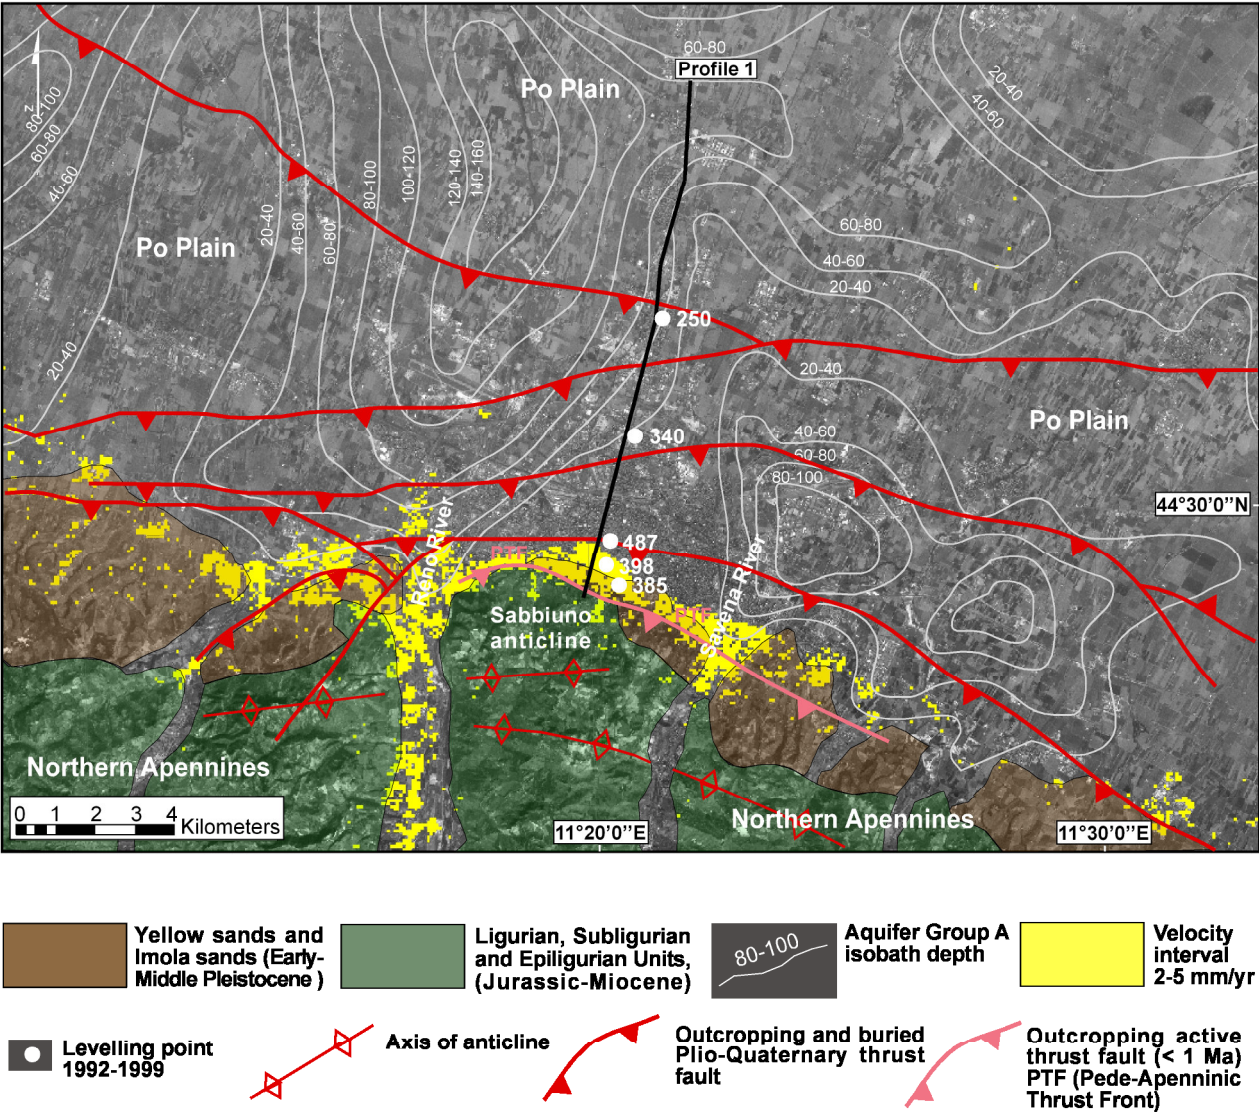 60-80
Profile 1
Po Plain
20-40
40-60
80-100
60-80
40-60
Z
80-100
100-120
120-140
140-160
20-40
40-60
60-80
Po Plain
60-80
40-60
20-40
250
20-40
20-40
Po Plain
340
40-60
60-80
80-100
44°30'0''N
Reno River
487
PTF
398
385
Savena River
PTF
Sabbiuno
anticline
Northern Apennines
Northern Apennines
0 1 2 3 4 Kilometers
11°20'0''E
11°30'0''E
Yellow sands and
Imola sands (Early-
Middle Pleistocene )
Ligurian, Subligurian
and Epiligurian Units,
(Jurassic-Miocene)
80-100
Aquifer Group A
isobath depth
Velocity
interval
2-5 mm/yr
Levelling point
1992-1999
Axis of anticline
Outcropping and buried
Plio-Quaternary thrust
fault
Outcropping active
thrust fault (< 1 Ma)
PTF (Pede-Apenninic
Thrust Front)